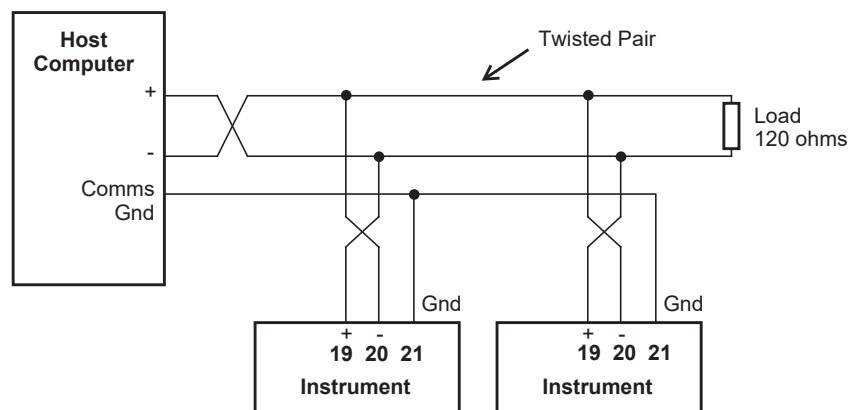 Host
Computer
+
-
Comms
Gnd
Twisted Pair
Load
120 ohms
Gnd
+ -
19 20 21
Instrument
Gnd
+ -
19 20 21
Instrument